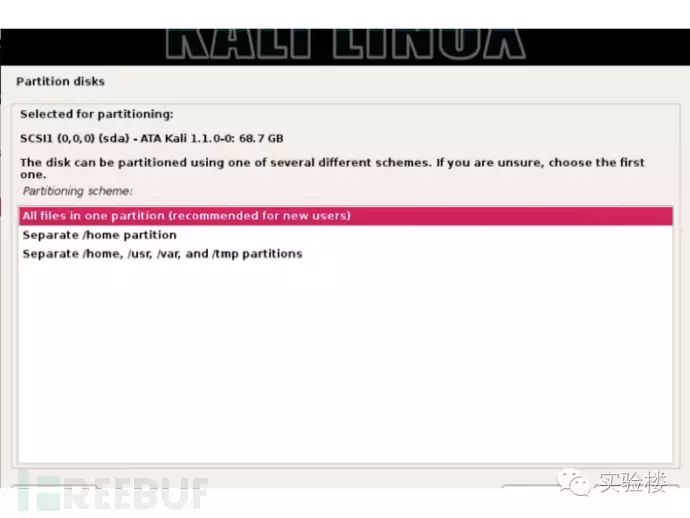 KALI LINUX
Partition disks
Selected for partitioning:
SCSI1 (0,0,0) (sda) - ATA Kali 1.1.0-0: 68.7 GB
The disk can be partitioned using one of several different schemes. If you are unsure, choose the first
one.
Partitioning scheme:
All files in one partition (recommended for new users)
Separate /home partition
Separate /home, /usr, /var, and /tmp partitions
实验楼
FREEBUF